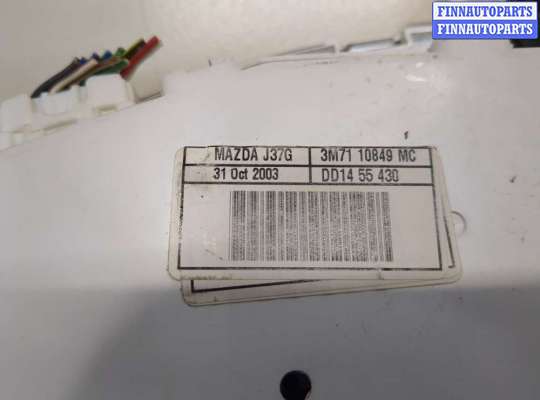 FINNAUTOPARTS
FINNAUTOPARTS
MAZDA J37G 3M71 10849 MC
31 Oct 2003 DD14 55 430